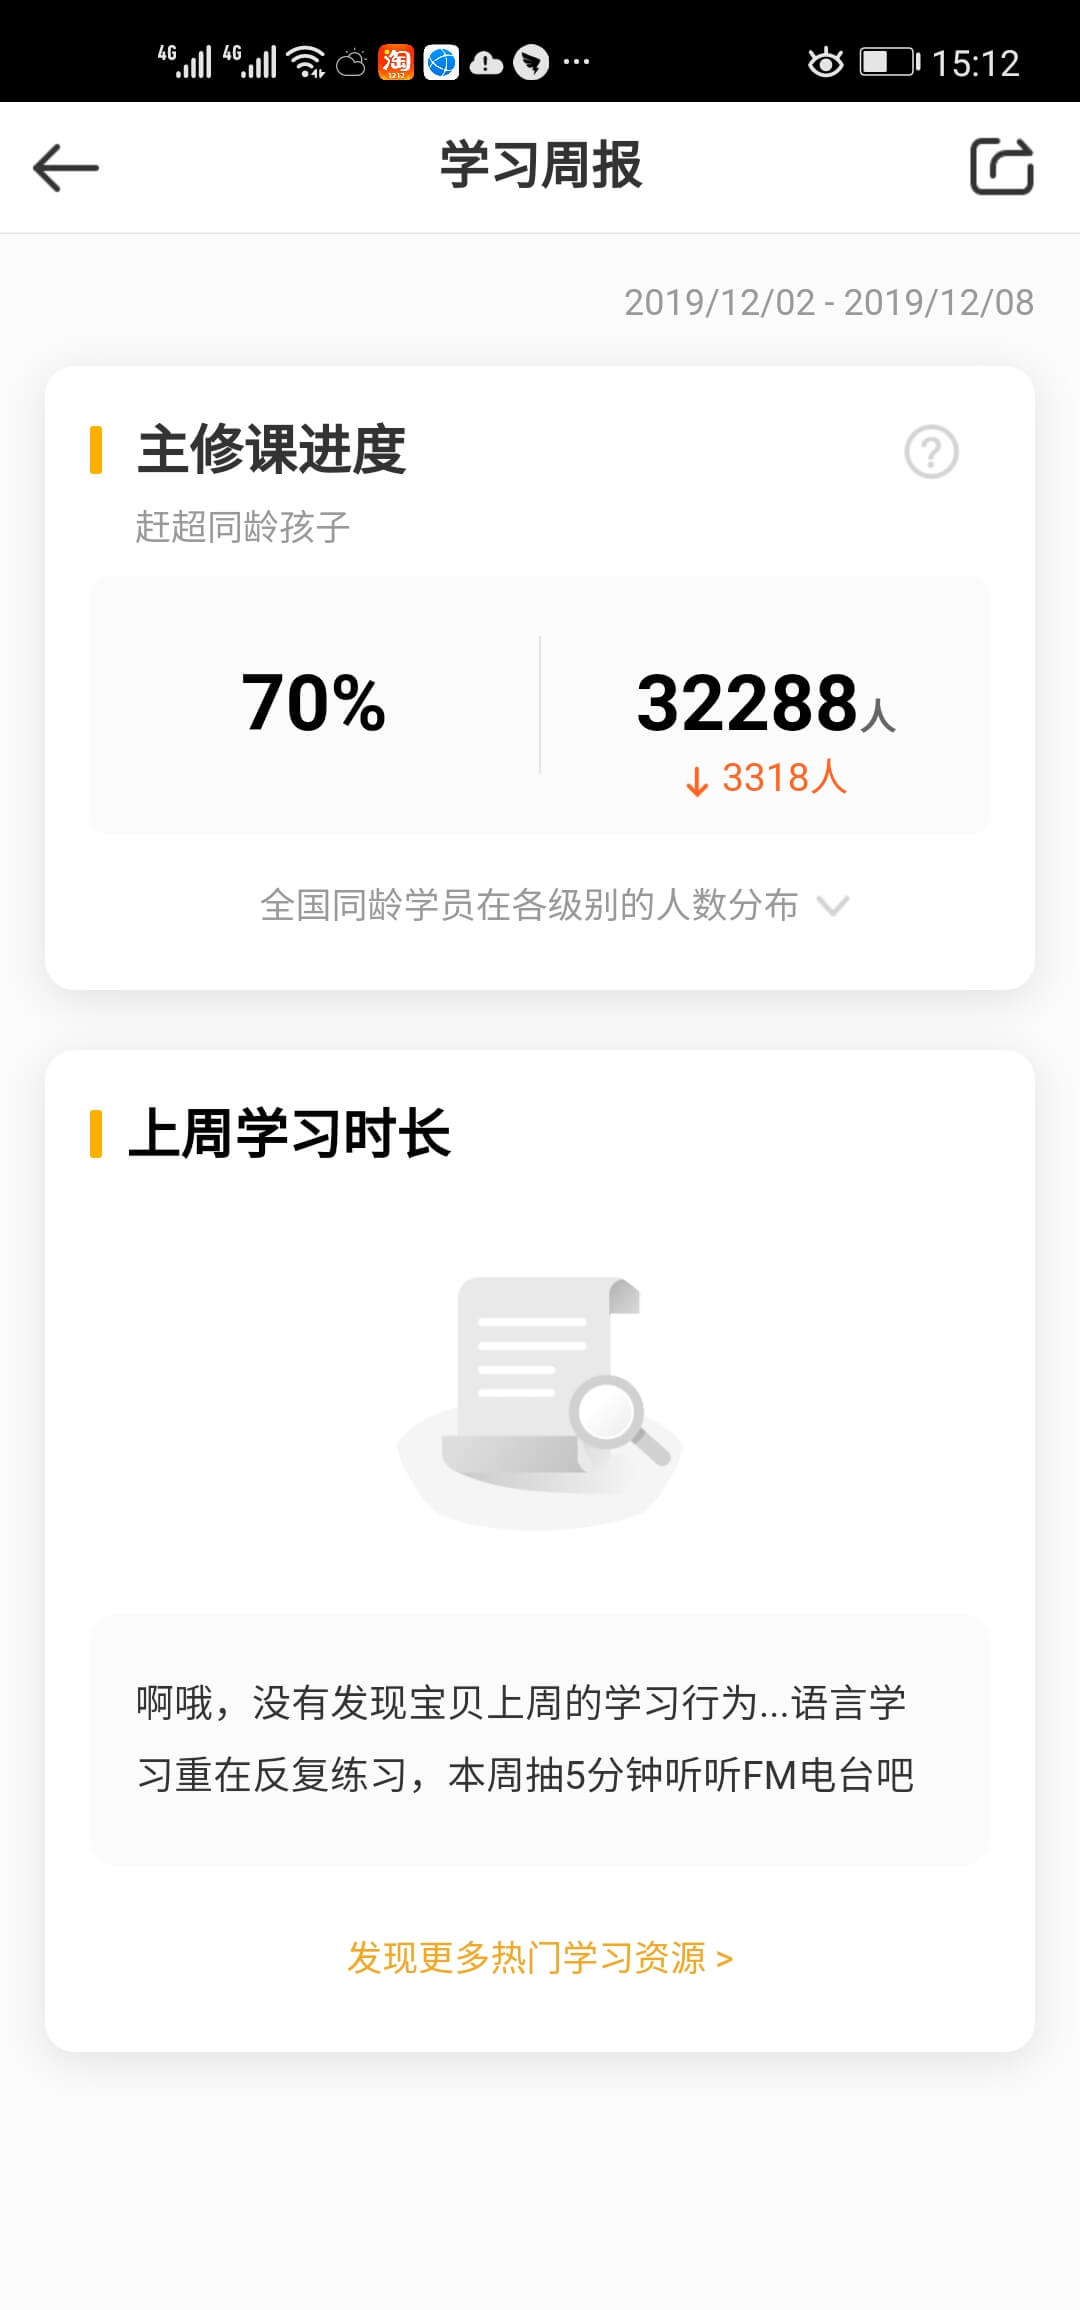 4G 4G 淘 1212 ... 15:12
学习周报
2019/12/02 - 2019/12/08
主修课进度 ?
赶超同龄孩子
70% 32288人
↓ 3318人
全国同龄学员在各级别的人数分布
上周学习时长
啊哦，没有发现宝贝上周的学习行为...语言学
习重在反复练习，本周抽5分钟听听FM电台吧
发现更多热门学习资源 >